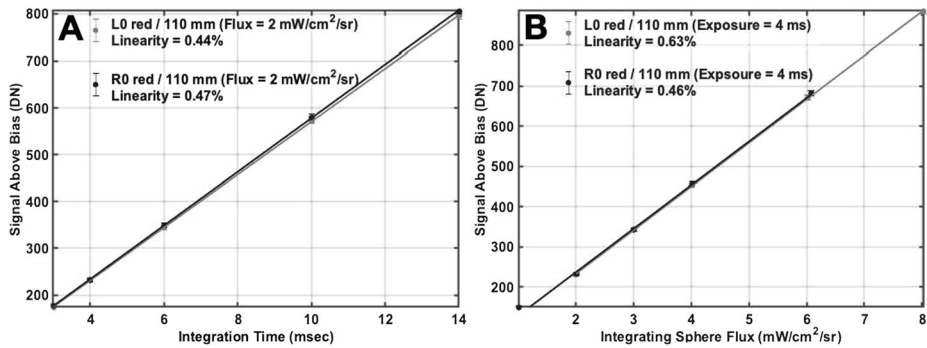 A
L0 red / 110 mm (Flux = 2 mW/cm²/sr)
Linearity = 0.44%
R0 red / 110 mm (Flux = 2 mW/cm²/sr)
Linearity = 0.47%
Signal Above Bias (DN)
800
700
600
500
400
300
200
4
6
8
10
12
14
Integration Time (msec)
B
L0 red / 110 mm (Exposure = 4 ms)
Linearity = 0.63%
R0 red / 110 mm (Expsoure = 4 ms)
Linearity = 0.46%
Signal Above Bias (DN)
800
700
600
500
400
300
200
2
3
4
5
6
7
8
Integrating Sphere Flux (mW/cm²/sr)